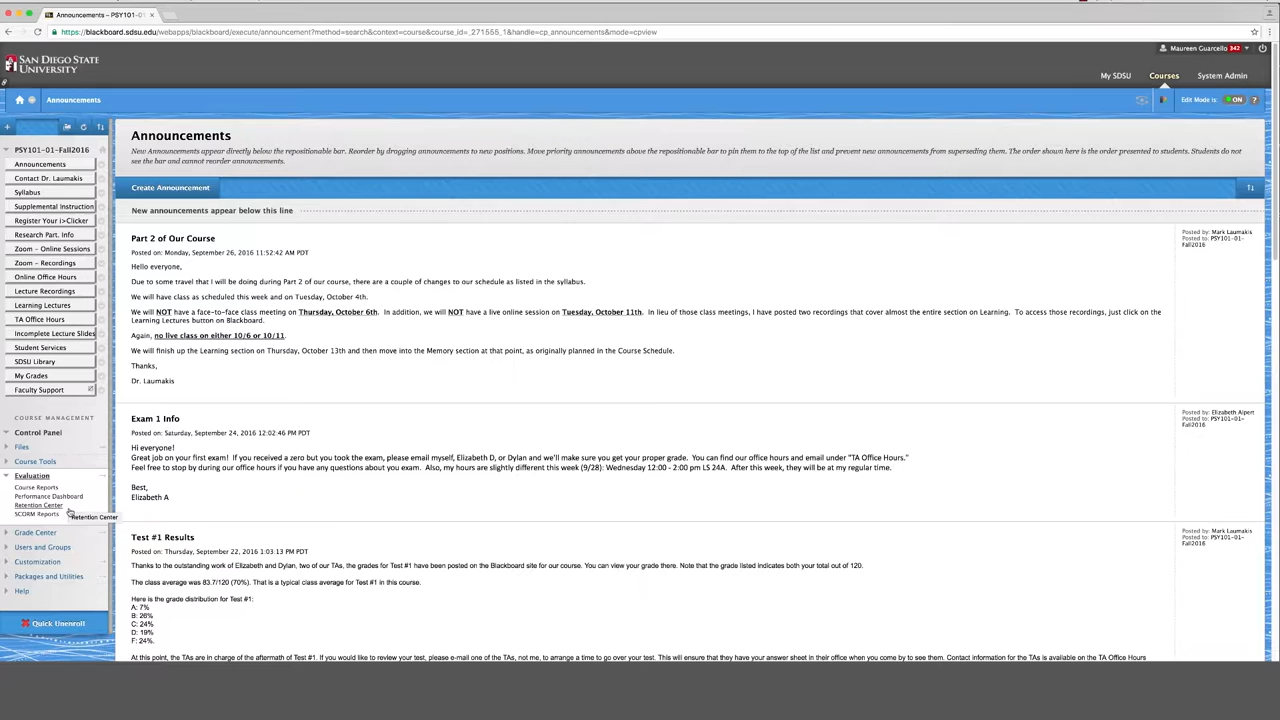 Announcements – PSY101-01
https://blackboard.sdsu.edu/webapps/blackboard/execute/announcement?method=search&context=course&course_id=_271555_1&handle=cp_announcements&mode=cpview
SAN DIEGO STATE
UNIVERSITY
Maureen Guarcello 342
My SDSU
Courses
System Admin
Announcements
Edit Mode is: ON ?
PSY101-01-Fall2016
Announcements
Contact Dr. Laumakis
Syllabus
Supplemental Instruction
Register Your i>Clicker
Research Part. Info
Zoom - Online Sessions
Zoom - Recordings
Online Office Hours
Lecture Recordings
Learning Lectures
TA Office Hours
Incomplete Lecture Slides
Student Services
SDSU Library
My Grades
Faculty Support
COURSE MANAGEMENT
Control Panel
Files
Course Tools
Evaluation
Course Reports
Performance Dashboard
Retention Center
SCORM Reports
Retention Center
Grade Center
Users and Groups
Customization
Packages and Utilities
Help
Quick Unenroll
Announcements
New Announcements appear directly below the repositionable bar. Reorder by dragging announcements to new positions. Move priority announcements above the repositionable bar to pin them to the top of the list and prevent new announcements from superseding them. The order shown here is the order presented to students. Students do not
see the bar and cannot reorder announcements.
Create Announcement
New announcements appear below this line
Part 2 of Our Course
Posted on: Monday, September 26, 2016 11:52:42 AM PDT
Hello everyone,
Due to some travel that I will be doing during Part 2 of our course, there are a couple of changes to our schedule as listed in the syllabus.
We will have class as scheduled this week and on Tuesday, October 4th.
We will NOT have a face-to-face class meeting on Thursday, October 6th. In addition, we will NOT have a live online session on Tuesday, October 11th. In lieu of those class meetings, I have posted two recordings that cover almost the entire section on Learning. To access those recordings, just click on the
Learning Lectures button on Blackboard.
Again, no live class on either 10/6 or 10/11.
We will finish up the Learning section on Thursday, October 13th and then move into the Memory section at that point, as originally planned in the Course Schedule.
Thanks,
Dr. Laumakis
Posted by: Mark Laumakis
Posted to: PSY101-01-
Fall2016
Exam 1 Info
Posted on: Saturday, September 24, 2016 12:02:46 PM PDT
Hi everyone!
Great job on your first exam! If you received a zero but you took the exam, please email myself, Elizabeth D, or Dylan and we'll make sure you get your proper grade. You can find our office hours and email under "TA Office Hours."
Feel free to stop by during our office hours if you have any questions about you exam. Also, my hours are slightly different this week (9/28): Wednesday 12:00 - 2:00 pm LS 24A. After this week, they will be at my regular time.
Best,
Elizabeth A
Posted by: Elizabeth Alpert
Posted to: PSY101-01-
Fall2016
Test #1 Results
Posted on: Thursday, September 22, 2016 1:03:13 PM PDT
Thanks to the outstanding work of Elizabeth and Dylan, two of our TAs, the grades for Test #1 have been posted on the Blackboard site for our course. You can view your grade there. Note that the grade listed indicates both your total out of 120.
The class average was 83.7/120 (70%). That is a typical class average for Test #1 in this course.
Here is the grade distribution for Test #1:
A: 7%
B: 26%
C: 24%
D: 19%
F: 24%.
At this point, the TAs are in charge of the aftermath of Test #1. If you would like to review your test, please e-mail one of the TAs, not me, to arrange a time to go over your test. This will ensure that they have your answer sheet in their office when you come by to see them. Contact information for the TAs is available on the TA Office Hours
Posted by: Mark Laumakis
Posted to: PSY101-01-
Fall2016